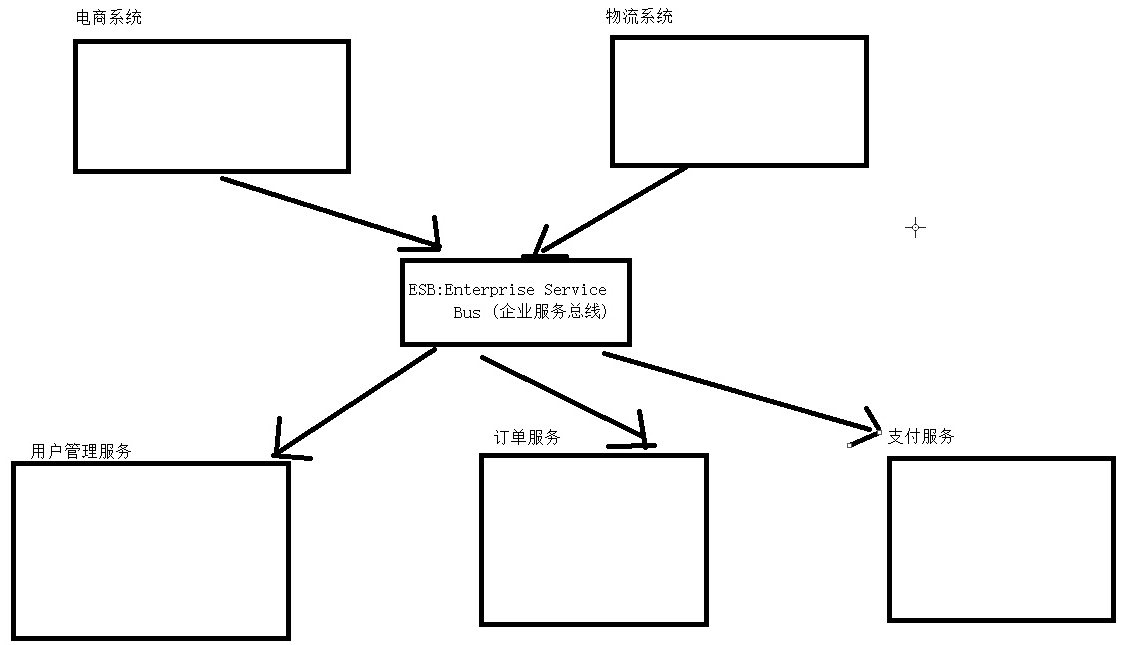 电商系统
物流系统
ESB:Enterprise Service
Bus (企业服务总线)
用户管理服务
订单服务
支付服务